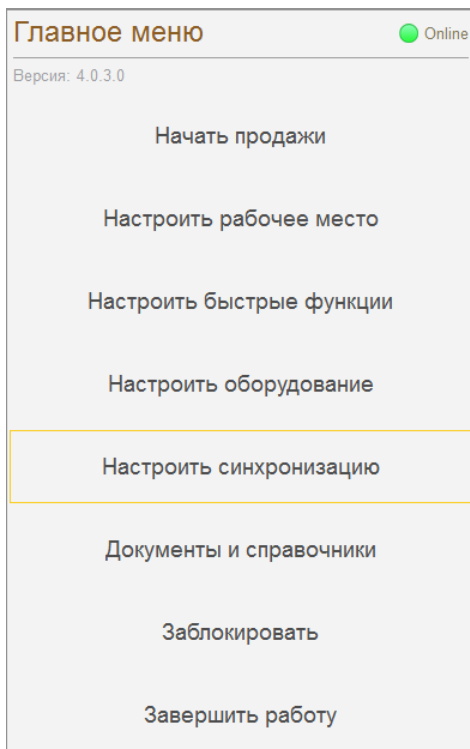 Главное меню
Online
Версия: 4.0.3.0
Начать продажи
Настроить рабочее место
Настроить быстрые функции
Настроить оборудование
Настроить синхронизацию
Документы и справочники
Заблокировать
Завершить работу